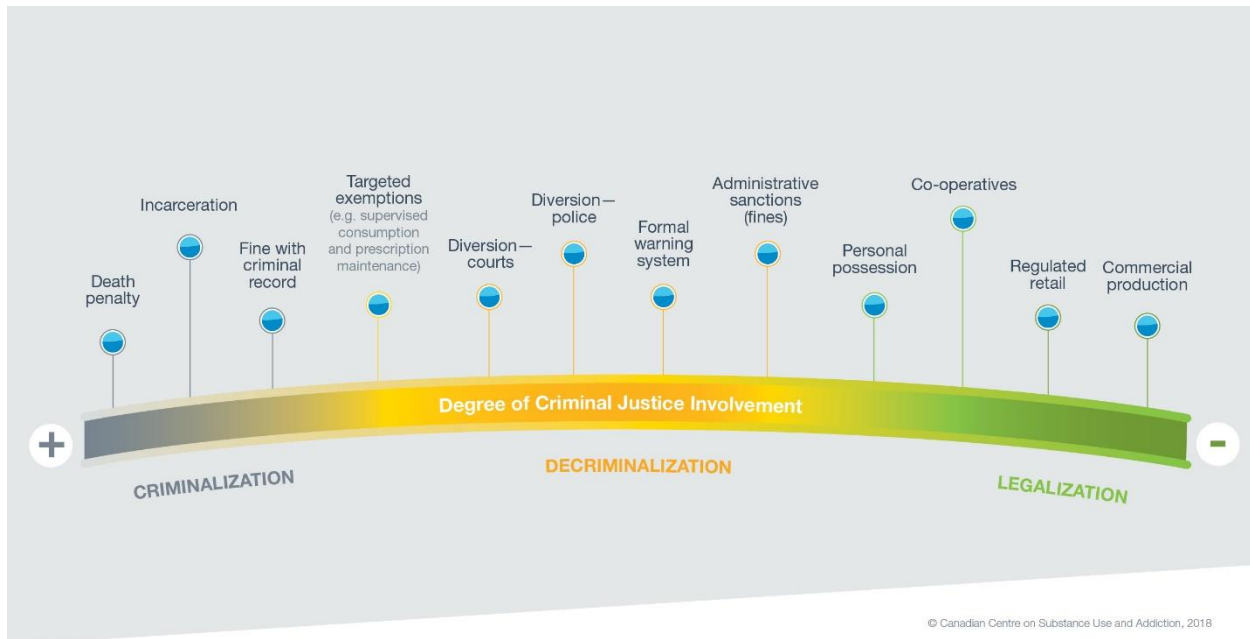 Death
penalty
Incarceration
Fine with
criminal
record
Targeted
exemptions
(e.g. supervised
consumption
and prescription
maintenance)
Diversion—
courts
Diversion—
police
Formal
warning
system
Administrative
sanctions
(fines)
Personal
possession
Co-operatives
Regulated
retail
Commercial
production
+
Degree of Criminal Justice Involvement
-
CRIMINALIZATION
DECRIMINALIZATION
LEGALIZATION
© Canadian Centre on Substance Use and Addiction, 2018